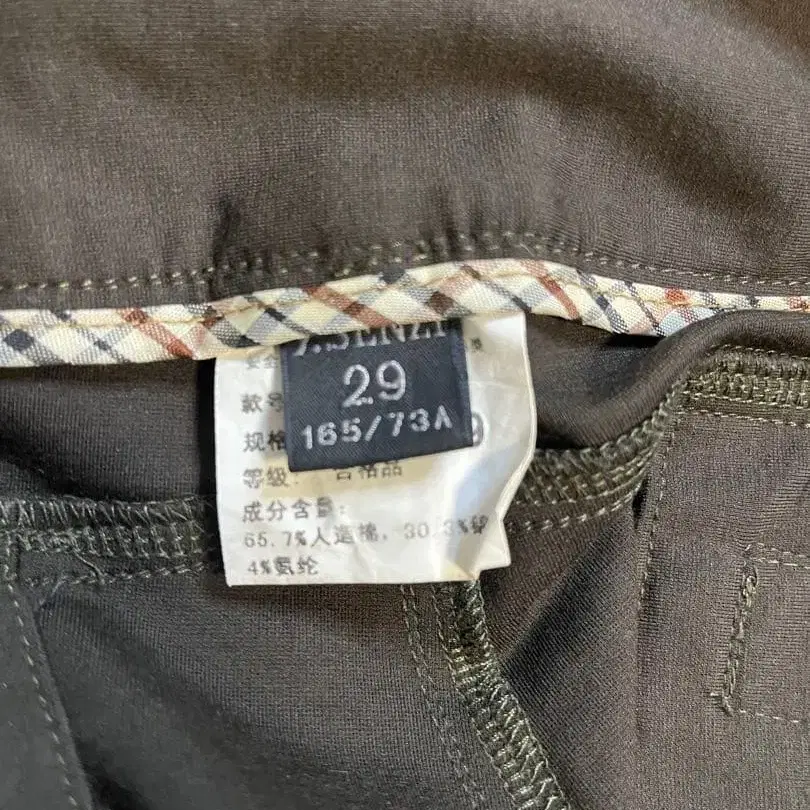 29
165/73A
款号
规格
等级: 合格品
成分含量:
65.7%人造棉, 30.3%锦
4%氨纶